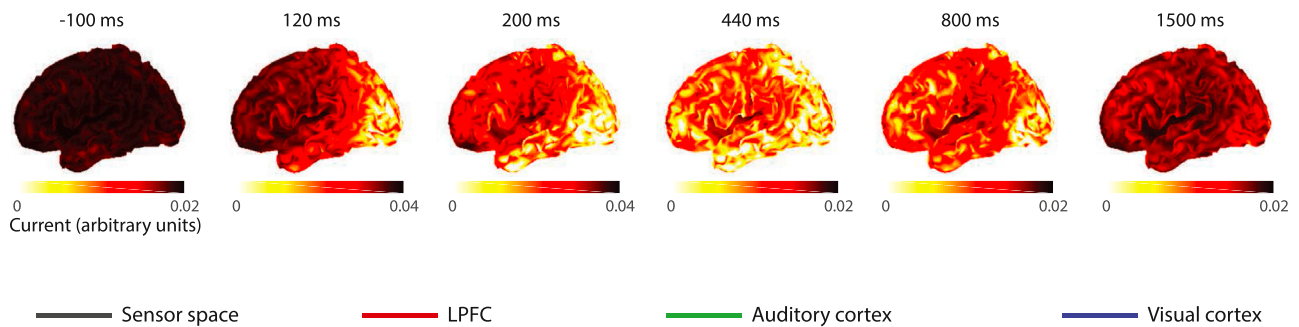 -100 ms 120 ms 200 ms 440 ms 800 ms 1500 ms
0 0.02 0 0.04 0 0.04 0 0.02 0 0.02 0 0.02
Current (arbitrary units)
Sensor space LPFC Auditory cortex Visual cortex